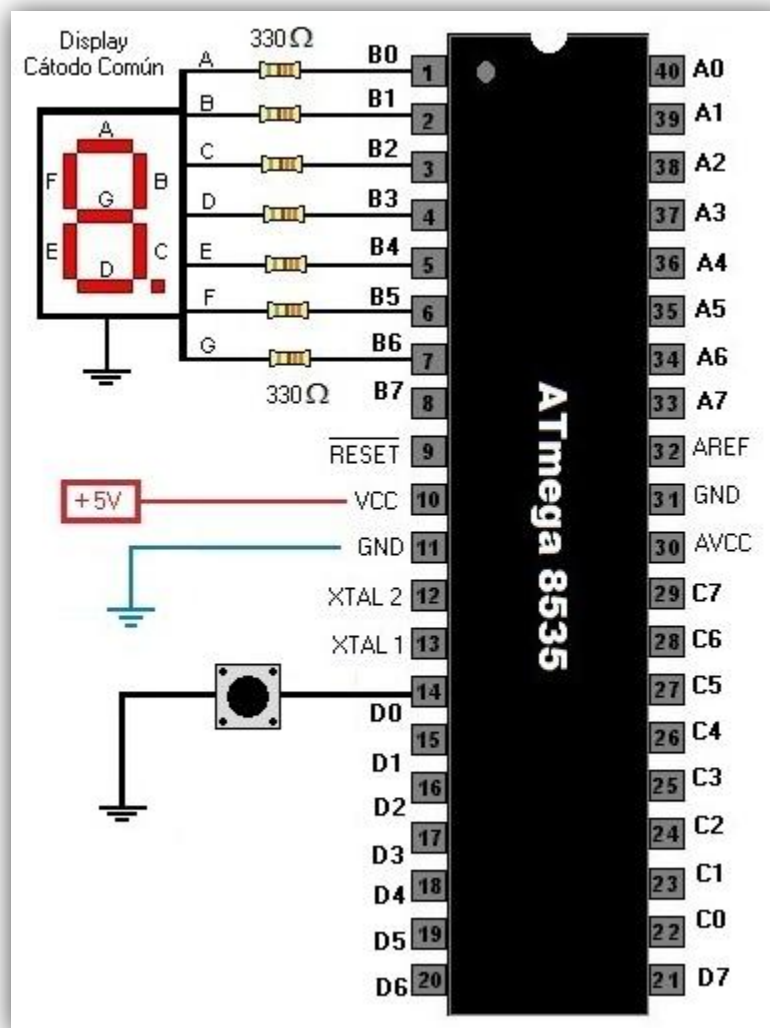 Display
Cátodo Común
330Ω
A
B
C
D
E
F
G
A
B
C
D
E
F
G
330Ω
B0
B1
B2
B3
B4
B5
B6
B7
RESET
+5V
VCC
GND
XTAL 2
XTAL 1
D0
D1
D2
D3
D4
D5
D6
1
2
3
4
5
6
7
8
9
10
11
12
13
14
15
16
17
18
19
20
ATmega 8535
40 A0
39 A1
38 A2
37 A3
36 A4
35 A5
34 A6
33 A7
32 AREF
31 GND
30 AVCC
29 C7
28 C6
27 C5
26 C4
25 C3
24 C2
23 C1
22 C0
21 D7